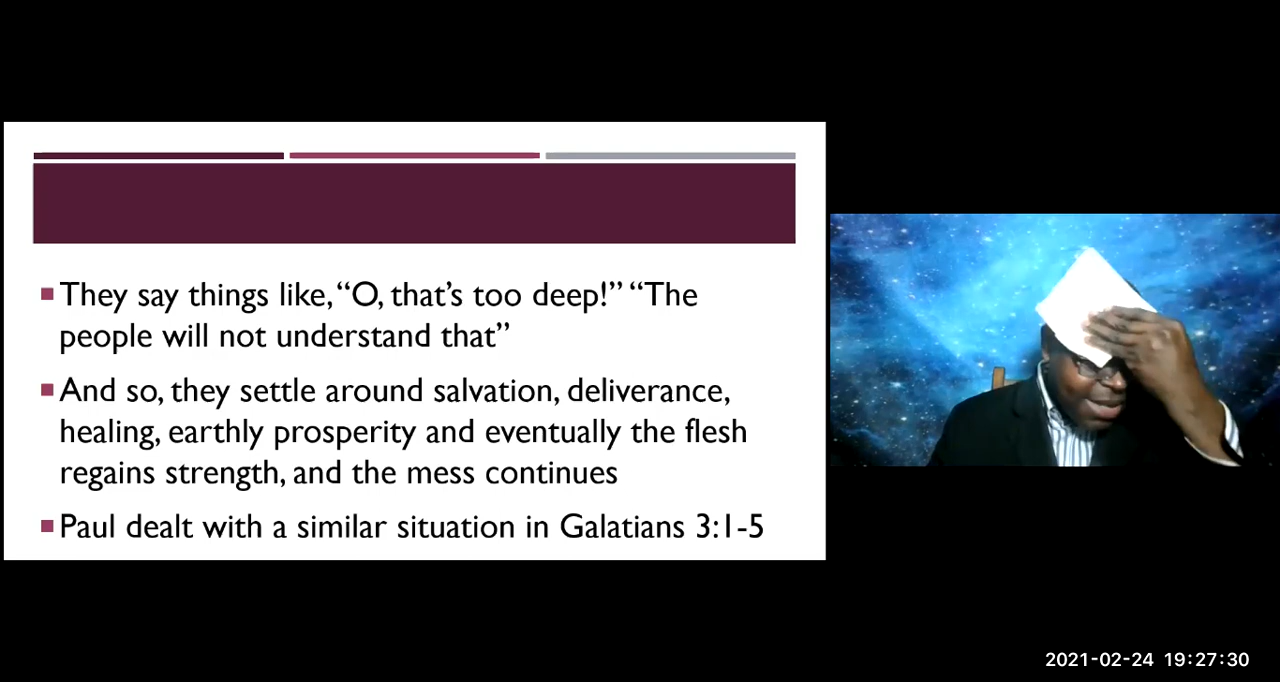 They say things like, “O, that’s too deep!” “The
people will not understand that”
And so, they settle around salvation, deliverance,
healing, earthly prosperity and eventually the flesh
regains strength, and the mess continues
Paul dealt with a similar situation in Galatians 3:1-5
2021-02-24 19:27:30